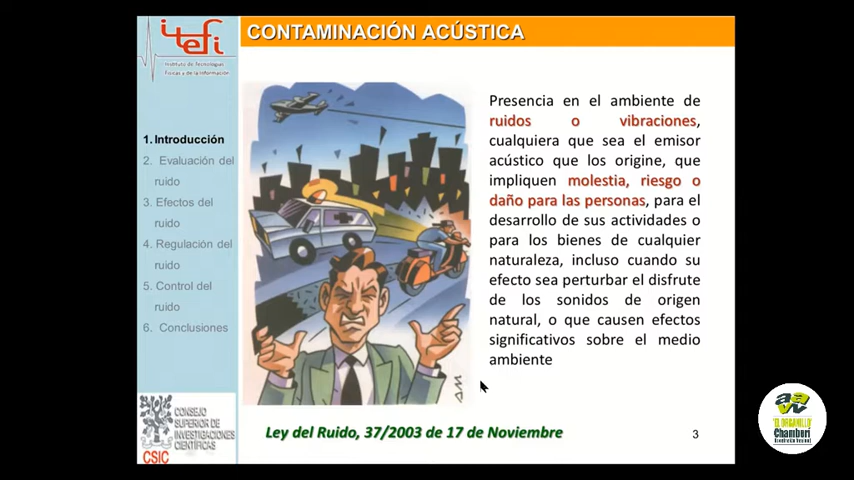 itefi
Instituto de Tecnologías
Físicas y de la Información
CONTAMINACIÓN ACÚSTICA
1. Introducción
2. Evaluación del
ruido
3. Efectos del
ruido
4. Regulación del
ruido
5. Control del
ruido
6. Conclusiones
CONSEJO
SUPERIOR DE
INVESTIGACIONES
CIENTÍFICAS
CSIC
Presencia en el ambiente de
ruidos o vibraciones,
cualquiera que sea el emisor
acústico que los origine, que
impliquen molestia, riesgo o
daño para las personas, para el
desarrollo de sus actividades o
para los bienes de cualquier
naturaleza, incluso cuando su
efecto sea perturbar el disfrute
de los sonidos de origen
natural, o que causen efectos
significativos sobre el medio
ambiente
Ley del Ruido, 37/2003 de 17 de Noviembre
3
"EL ORGANILLO"
Chamberí